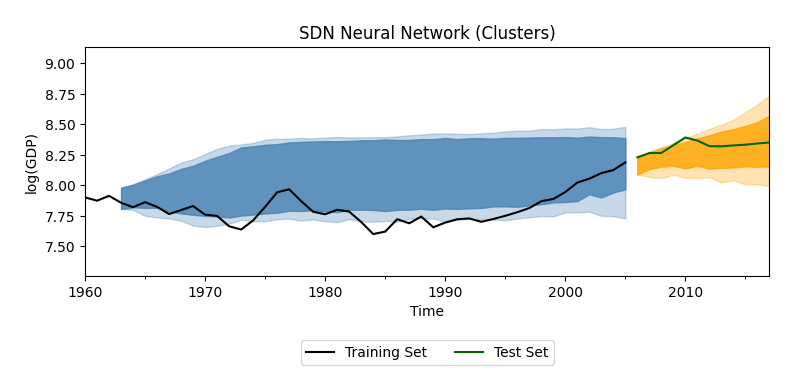 SDN Neural Network (Clusters)
9.00
8.75
8.50
8.25
8.00
7.75
7.50
log(GDP)
1960 1970 1980 1990 2000 2010
Time
Training Set Test Set